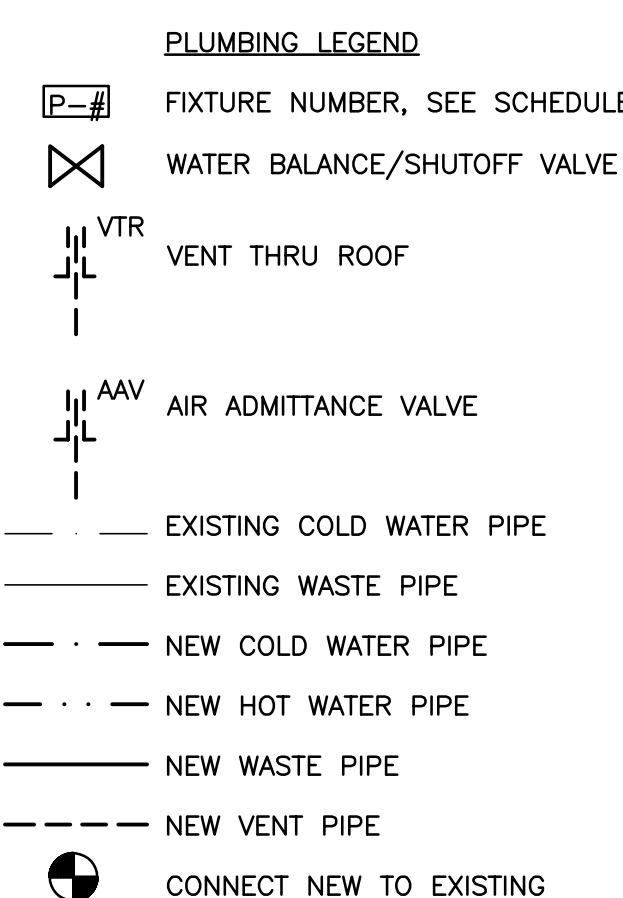 PLUMBING LEGEND
P-# FIXTURE NUMBER, SEE SCHEDULE
WATER BALANCE/SHUTOFF VALVE
VTR
VENT THRU ROOF
AAV
AIR ADMITTANCE VALVE
EXISTING COLD WATER PIPE
EXISTING WASTE PIPE
NEW COLD WATER PIPE
NEW HOT WATER PIPE
NEW WASTE PIPE
NEW VENT PIPE
CONNECT NEW TO EXISTING